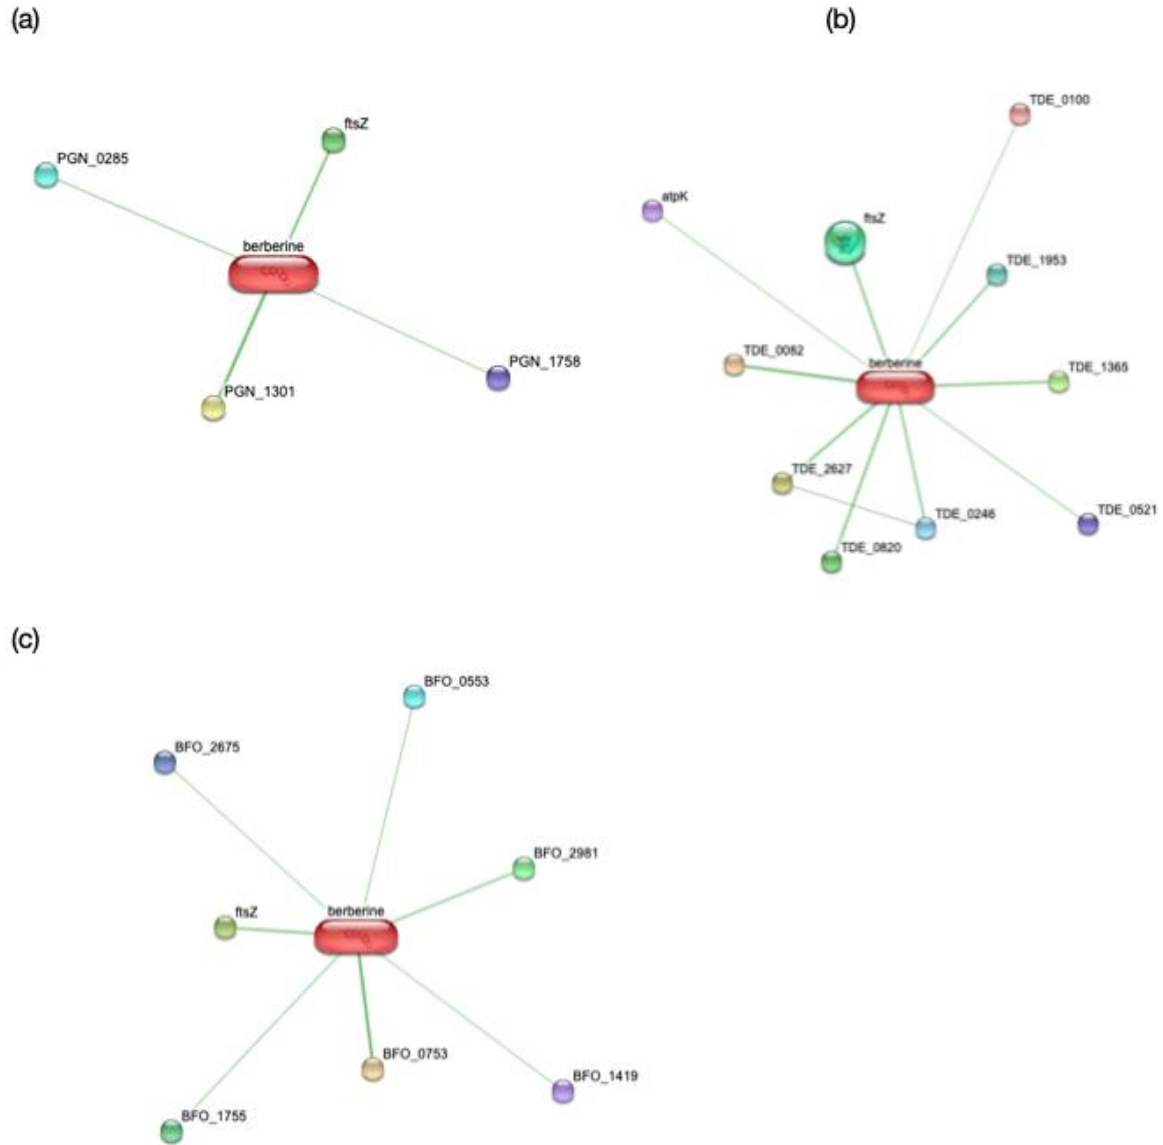 (a)
(b)
ftsZ
PGN_0285
berberine
PGN_1758
PGN_1301
TDE_0100
atpK
ftsZ
TDE_1953
TDE_0082
berberine
TDE_1365
TDE_2627
TDE_0246
TDE_0521
TDE_0820
(c)
BFO_0553
BFO_2675
BFO_2981
ftsZ
berberine
BFO_0753
BFO_1419
BFO_1755